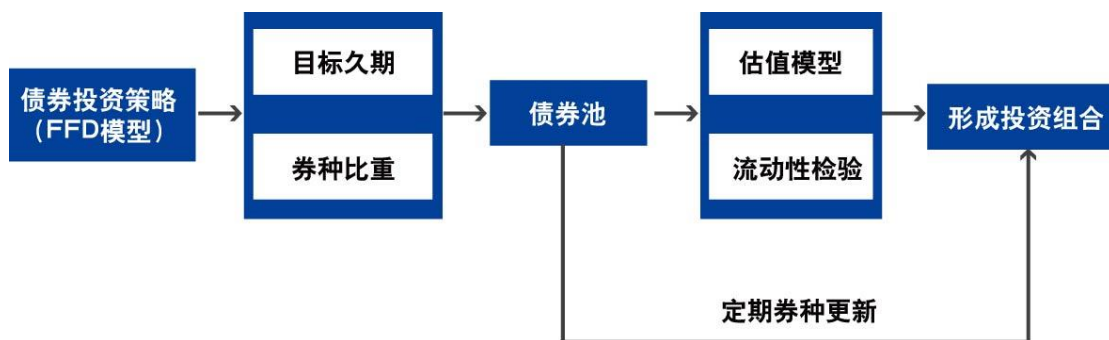 债券投资策略
（FFD模型）
目标久期
券种比重
债券池
估值模型
流动性检验
形成投资组合
定期券种更新